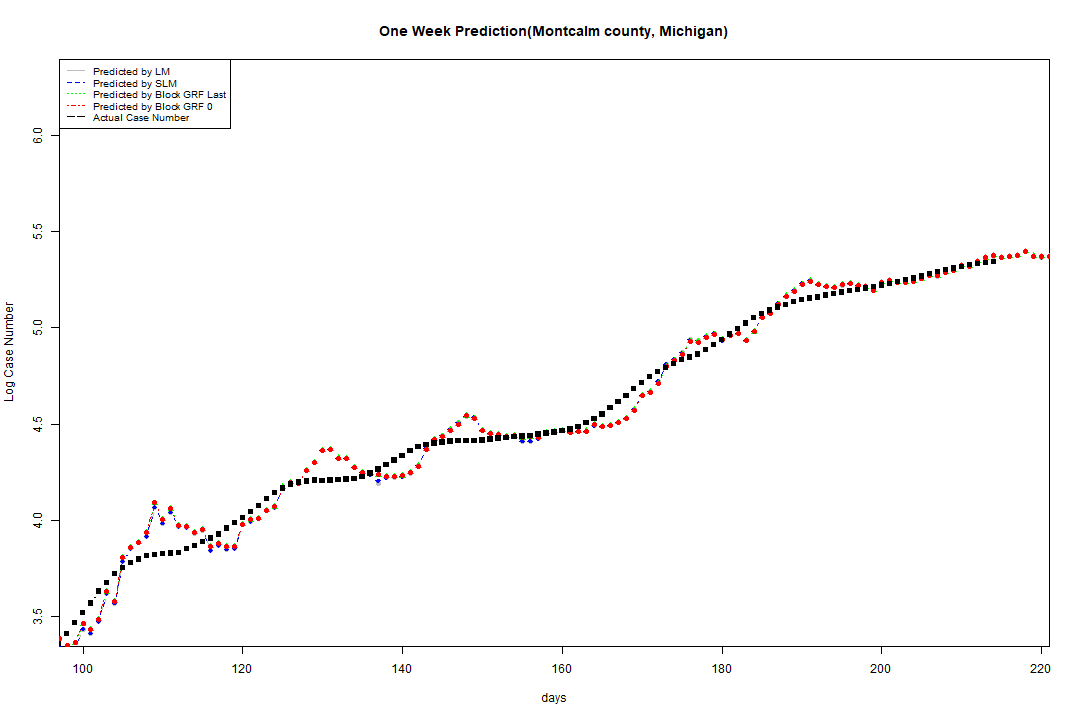 One Week Prediction(Montcalm county, Michigan)
Predicted by LM
Predicted by SLM
Predicted by Block GRF Last
Predicted by Block GRF 0
Actual Case Number
6.0
5.5
5.0
4.5
4.0
3.5
Log Case Number
100 120 140 160 180 200 220
days